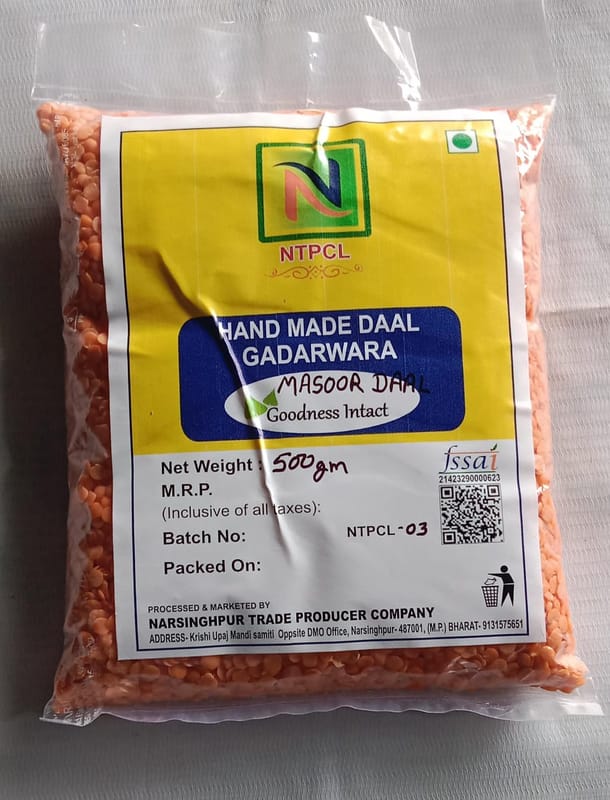 NTPCL
HAND MADE DAAL
GADARWARA
MASOOR DAAL
Goodness Intact
Net Weight : 500gm
M.R.P.
(Inclusive of all taxes):
Batch No:
NTPCL-03
Packed On:
fssai
21423290000623
PROCESSED & MARKETED BY
NARSINGHPUR TRADE PRODUCER COMPANY
ADDRESS- Krishi Upaj Mandi samiti Oppsite DMO Office, Narsinghpur- 487001, (M.P.) BHARAT- 9131575651